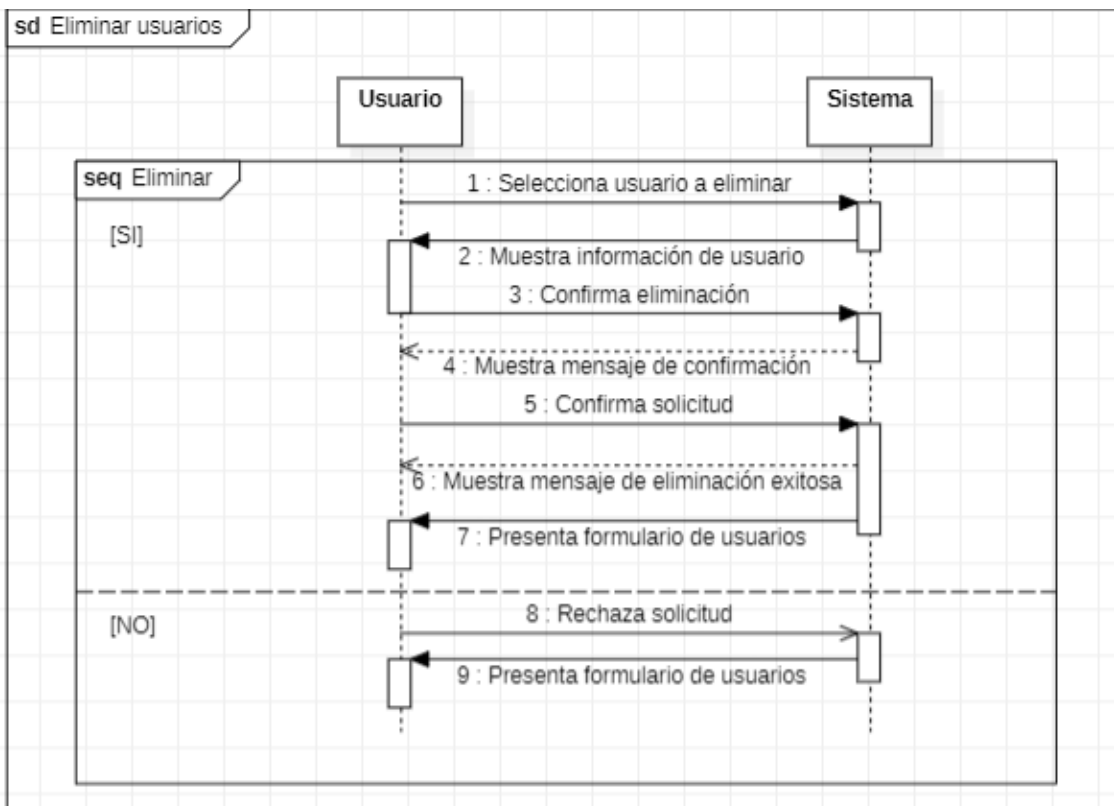 sd Eliminar usuarios
Usuario
Sistema
seq Eliminar
1 : Selecciona usuario a eliminar
[SI]
2 : Muestra información de usuario
3 : Confirma eliminación
4 : Muestra mensaje de confirmación
5 : Confirma solicitud
6 : Muestra mensaje de eliminación exitosa
7 : Presenta formulario de usuarios
[NO]
8 : Rechaza solicitud
9 : Presenta formulario de usuarios